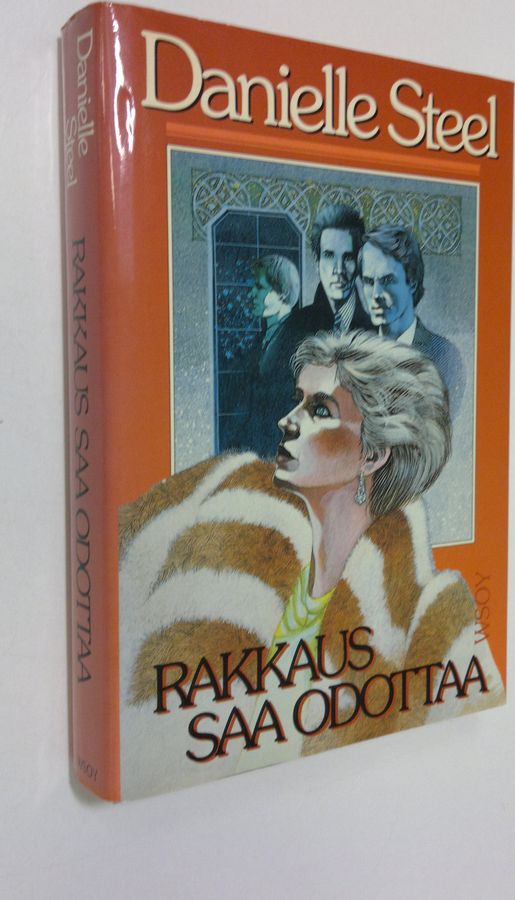 Danielle Steel
RAKKAUS
SAA ODOTTAA
WSOY
Danielle
Steel
RAKKAUS SAA ODOTTAA
WSOY